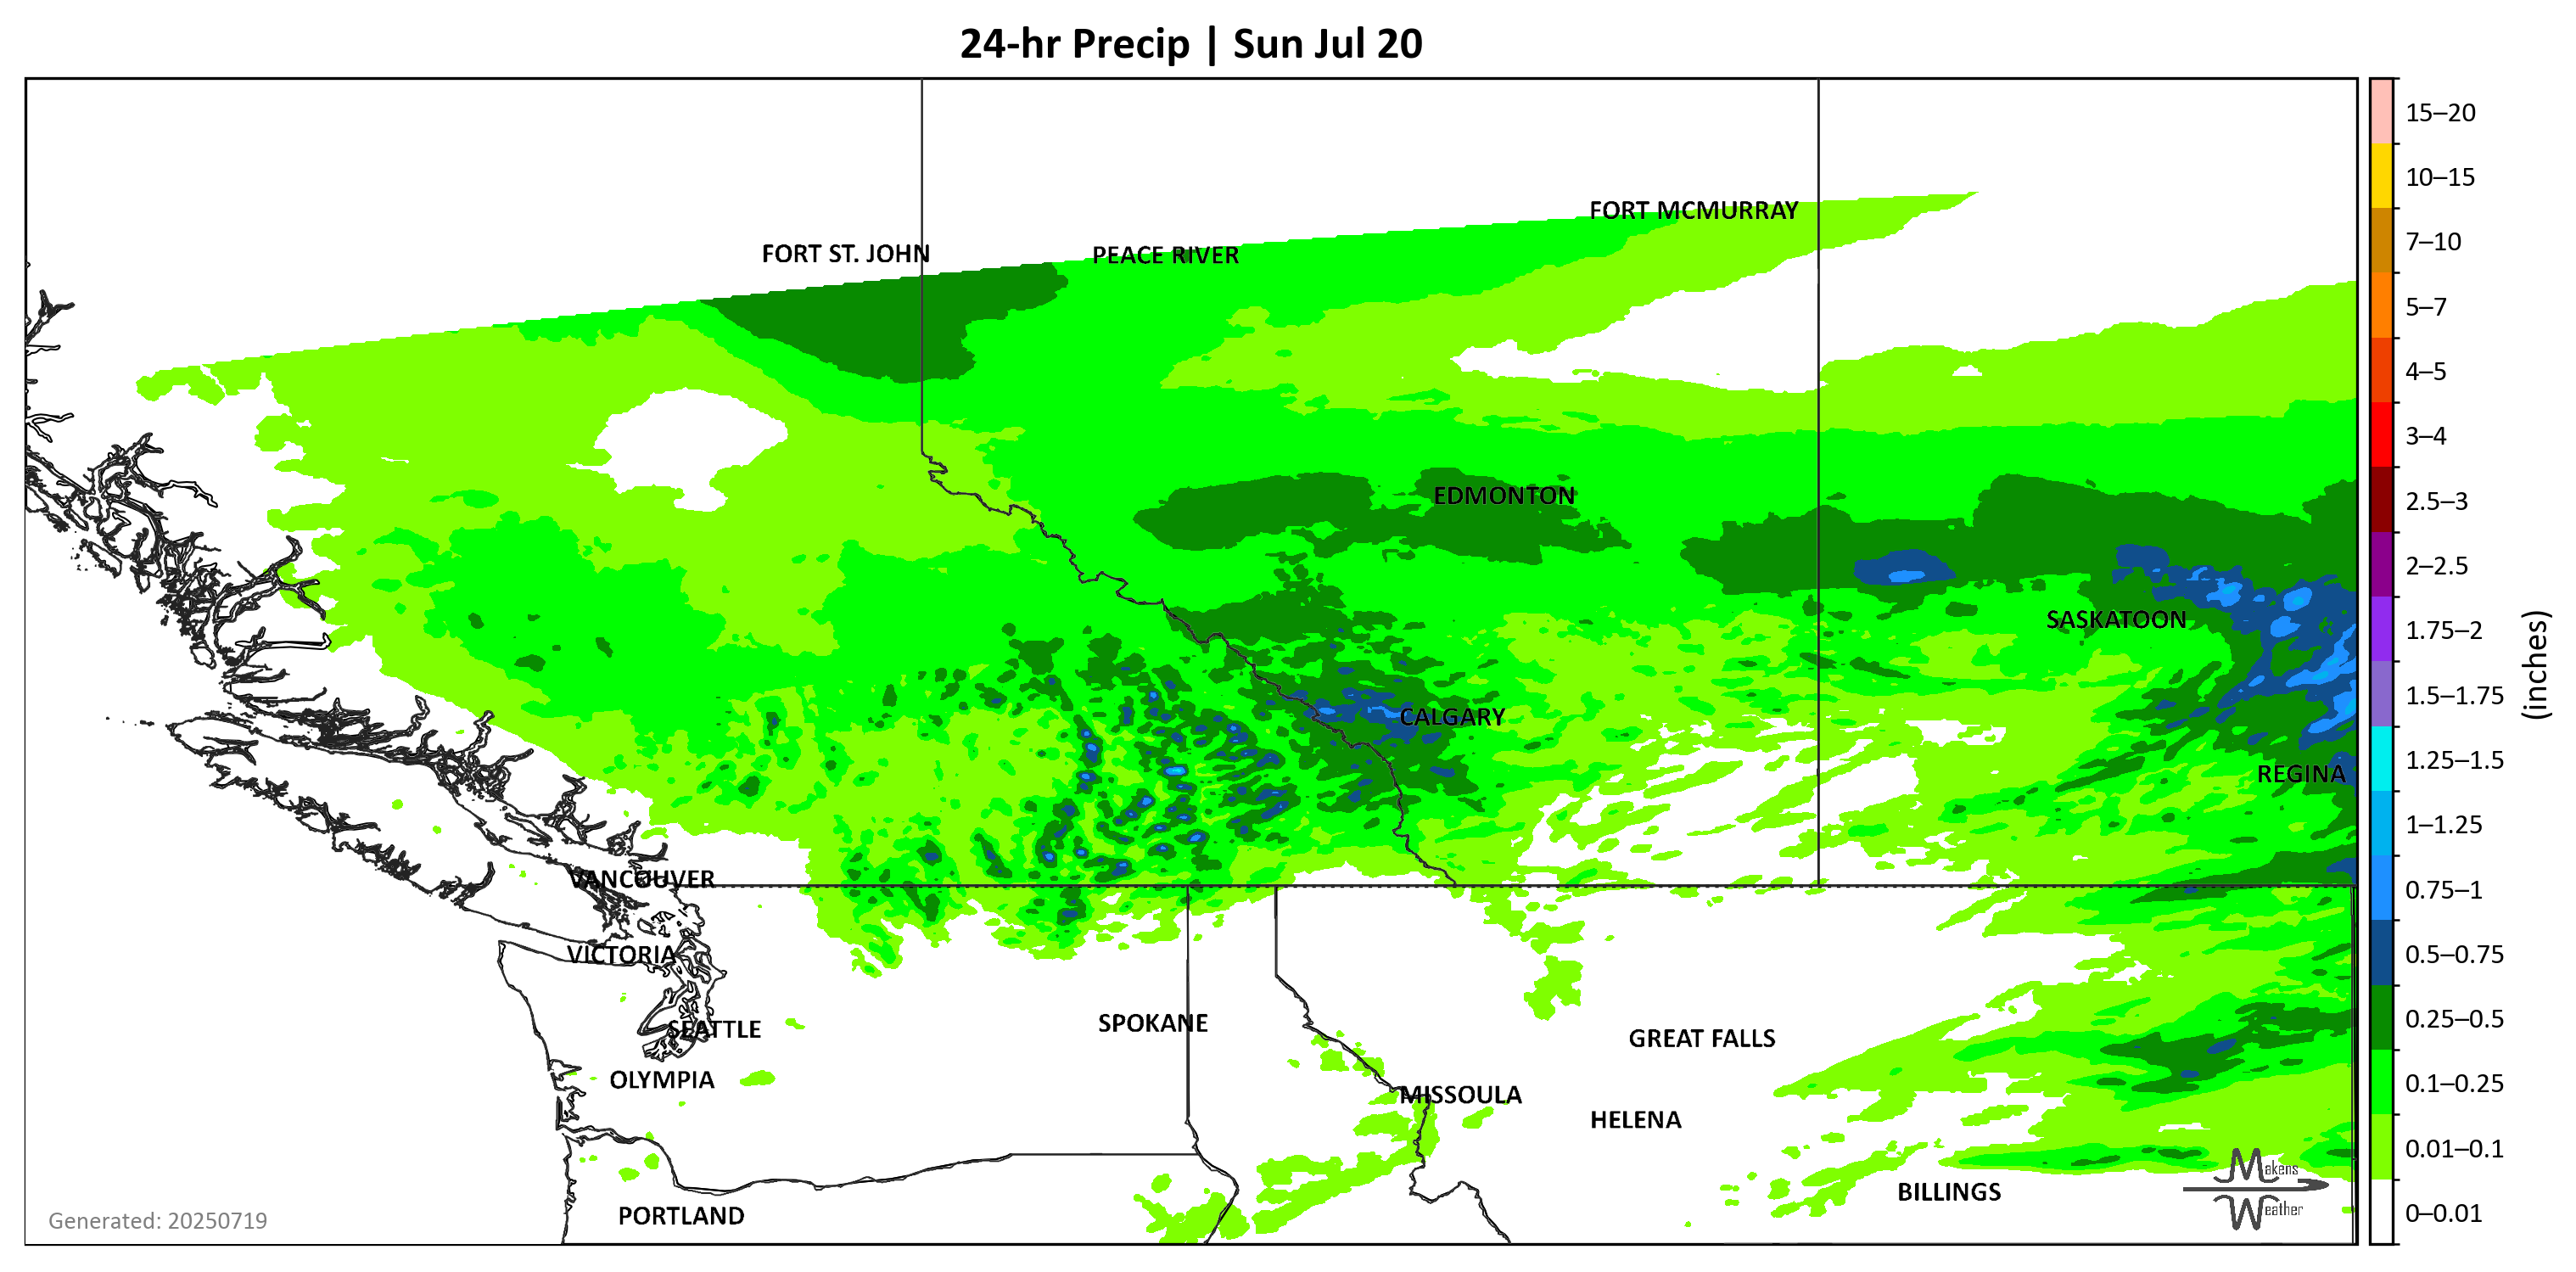 24-hr Precip | Sun Jul 20
FORT MCMURRAY
FORT ST. JOHN
PEACE RIVER
EDMONTON
SASKATOON
CALGARY
REGINA
VANCOUVER
VICTORIA
SPOKANE
SEATTLE
GREAT FALLS
OLYMPIA
MISSOULA
HELENA
BILLINGS
PORTLAND
Makens
Weather
Generated: 20250719
15–20
10–15
7–10
5–7
4–5
3–4
2.5–3
2–2.5
1.75–2
1.5–1.75
1.25–1.5
1–1.25
0.75–1
0.5–0.75
0.25–0.5
0.1–0.25
0.01–0.1
0–0.01
(inches)